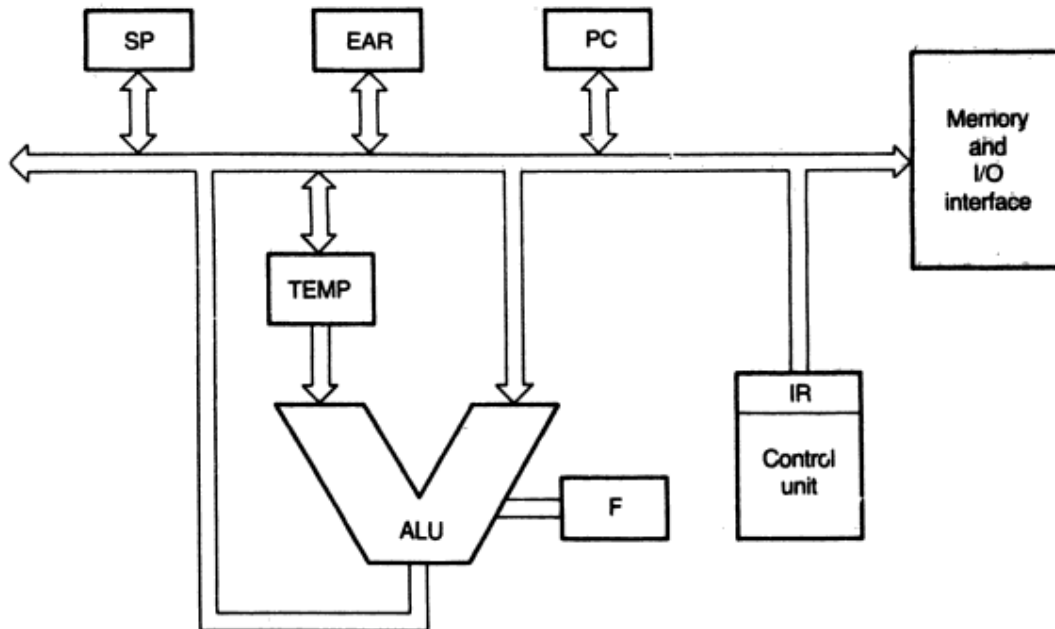 SP
EAR
PC
Memory
and
I/O
interface
TEMP
IR
Control
unit
ALU
F